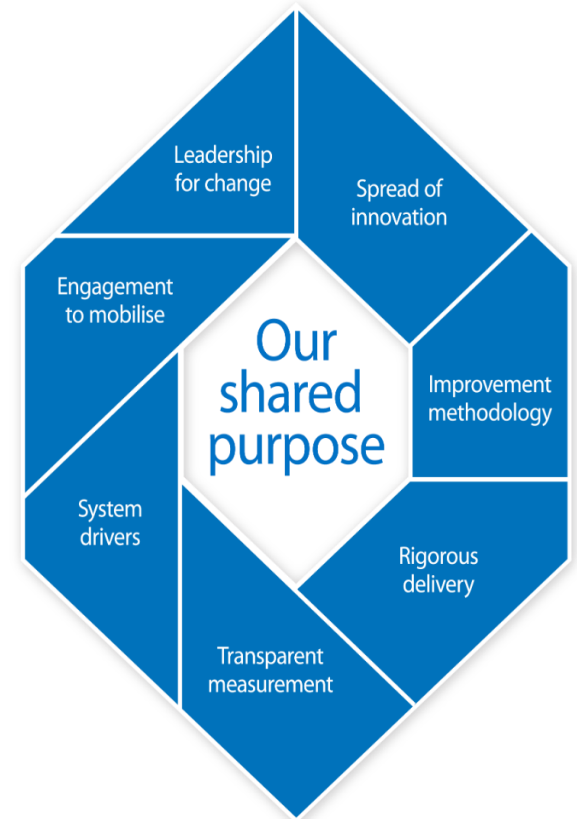 Leadership
for change
Spread of
innovation
Engagement
to mobilise
Our
shared
purpose
Improvement
methodology
System
drivers
Rigorous
delivery
Transparent
measurement